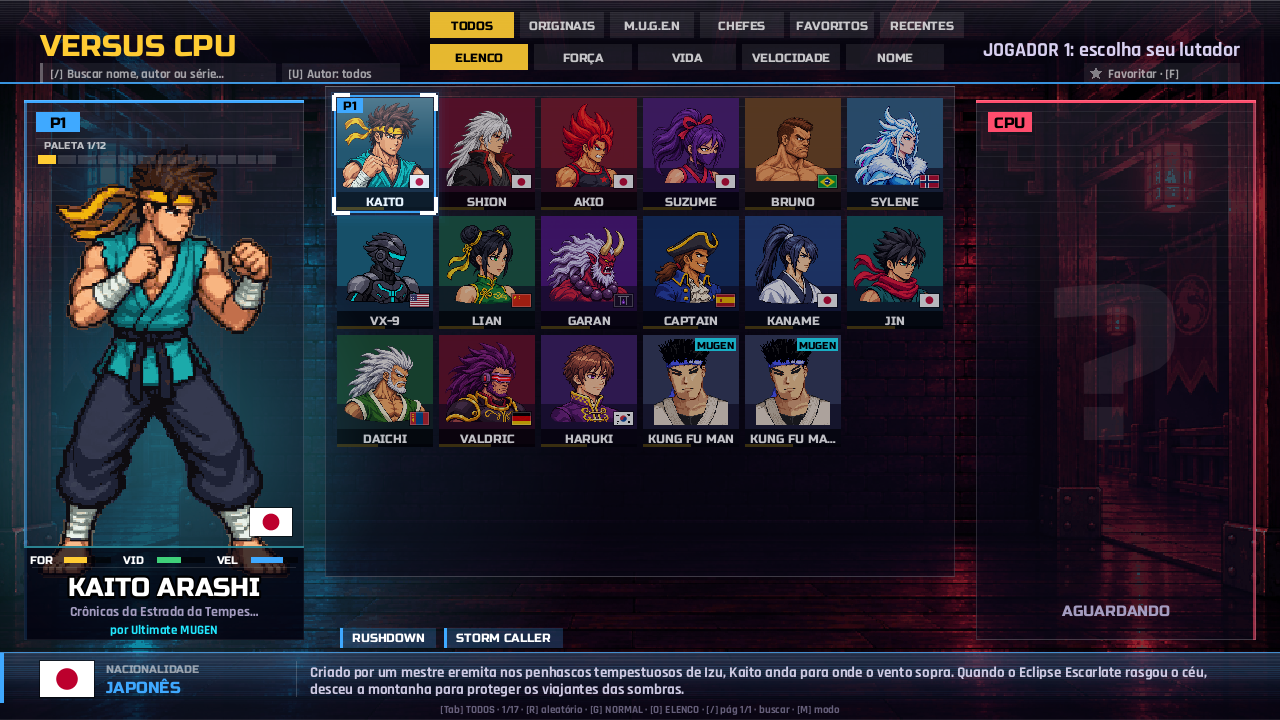 VERSUS CPU
TODOS ORIGINAIS M.U.G.E.N CHEFES FAVORITOS RECENTES
ELENCO FORÇA VIDA VELOCIDADE NOME
JOGADOR 1: escolha seu lutador
[/] Buscar nome, autor ou série... [U] Autor: todos
★ Favoritar · [F]
P1
PALETA 1/12
FOR VID VEL
KAITO ARASHI
Crônicas da Estrada da Tempes...
por Ultimate MUGEN
P1
KAITO SHION AKIO SUZUME BRUNO SYLENE
VX-9 LIAN GARAN CAPTAIN KANAME JIN
MUGEN MUGEN
DAICHI VALDRIC HARUKI KUNG FU MAN KUNG FU MA...
RUSHDOWN STORM CALLER
CPU
?
AGUARDANDO
NACIONALIDADE
JAPONÊS
Criado por um mestre eremita nos penhascos tempestuosos de Izu, Kaito anda para onde o vento sopra. Quando o Eclipse Escarlate rasgou o céu,
desceu a montanha para proteger os viajantes das sombras.
[Tab] TODOS · 1/17 · [R] aleatório · [G] NORMAL · [O] ELENCO · [/] pág 1/1 · buscar · [M] modo